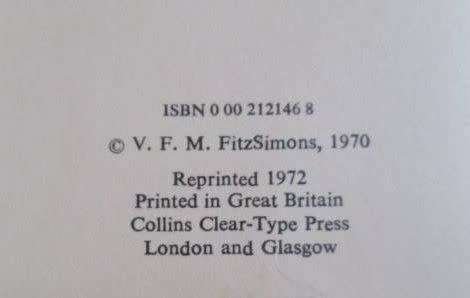 ISBN 0 00 212146 8
© V. F. M. FitzSimons, 1970
Reprinted 1972
Printed in Great Britain
Collins Clear-Type Press
London and Glasgow